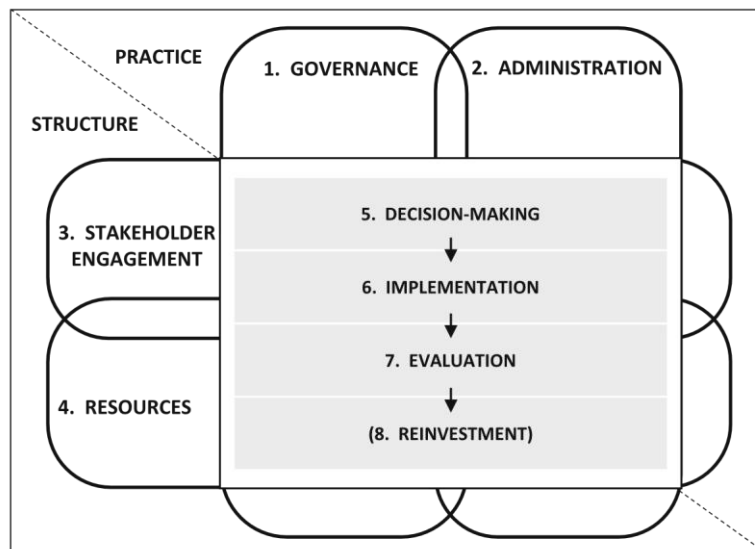 PRACTICE
1. GOVERNANCE
2. ADMINISTRATION
STRUCTURE
3. STAKEHOLDER
ENGAGEMENT
4. RESOURCES
5. DECISION-MAKING
6. IMPLEMENTATION
7. EVALUATION
(8. REINVESTMENT)